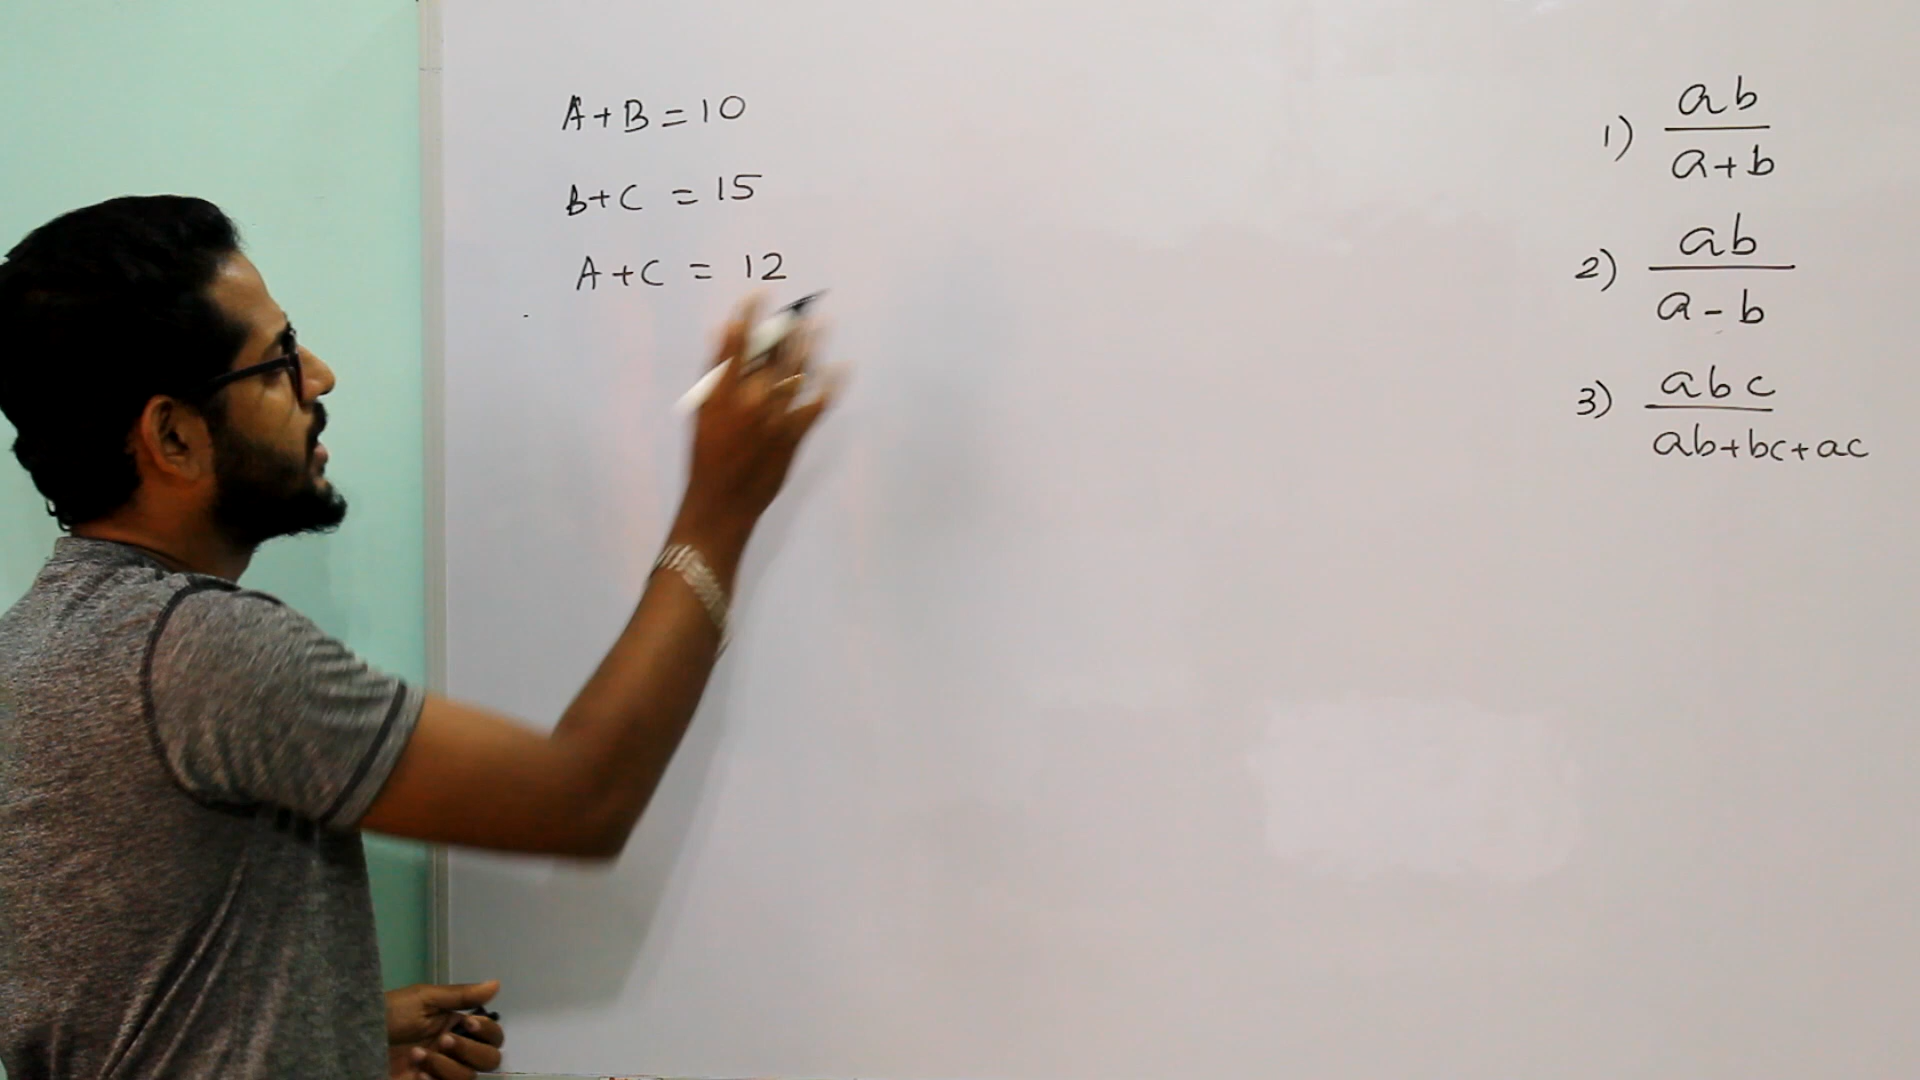 A+B=10
B+C =15
A+C = 12
1) ab
a+b
2) ab
a-b
3) abc
ab+bc+ac